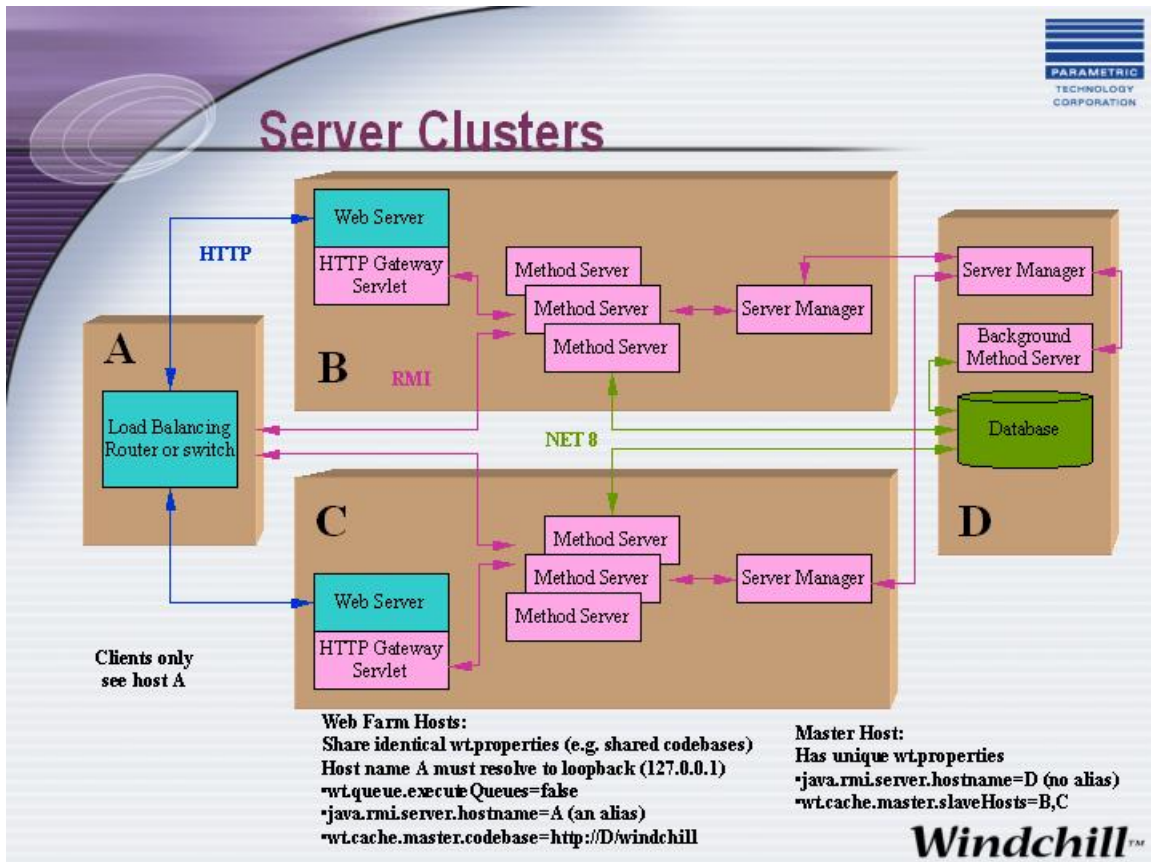 PARAMETRIC
TECHNOLOGY
CORPORATION
Server Clusters
Web Server
HTTP Gateway
Servlet
HTTP
Method Server
Method Server
Method Server
Server Manager
Server Manager
Background
Method Server
Database
A
B
RMI
Load Balancing
Router or switch
NET 8
C
D
Method Server
Method Server
Method Server
Server Manager
Web Server
HTTP Gateway
Servlet
Clients only
see host A
Web Farm Hosts:
Share identical wt.properties (e.g. shared codebases)
Host name A must resolve to loopback (127.0.0.1)
•wt.queue.executeQueues=false
•java.rmi.server.hostname=A (an alias)
•wt.cache.master.codebase=http://D/windchill
Master Host:
Has unique wt.properties
•java.rmi.server.hostname=D (no alias)
•wt.cache.master.slaveHosts=B,C
Windchill™